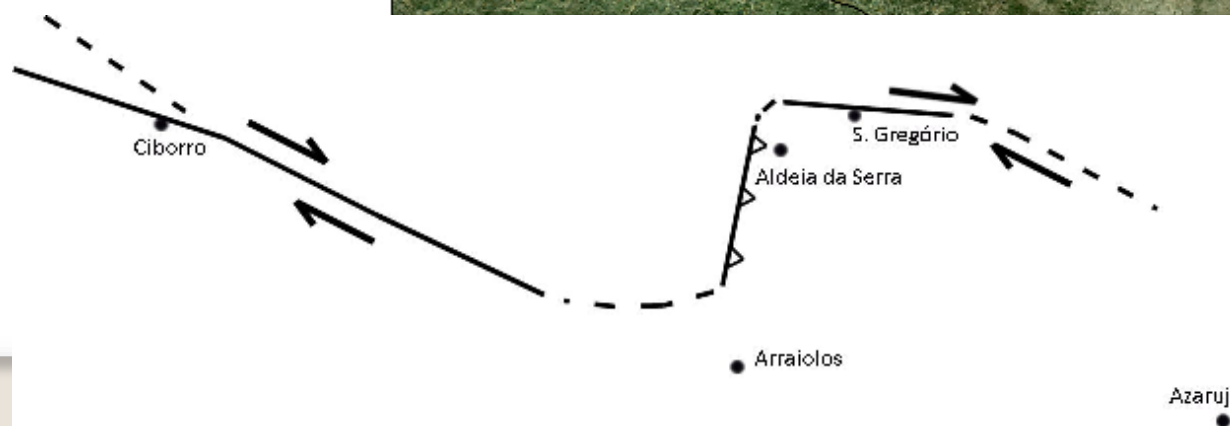 Ciborro
S. Gregório
Aldeia da Serra
Arraiolos
Azaruj